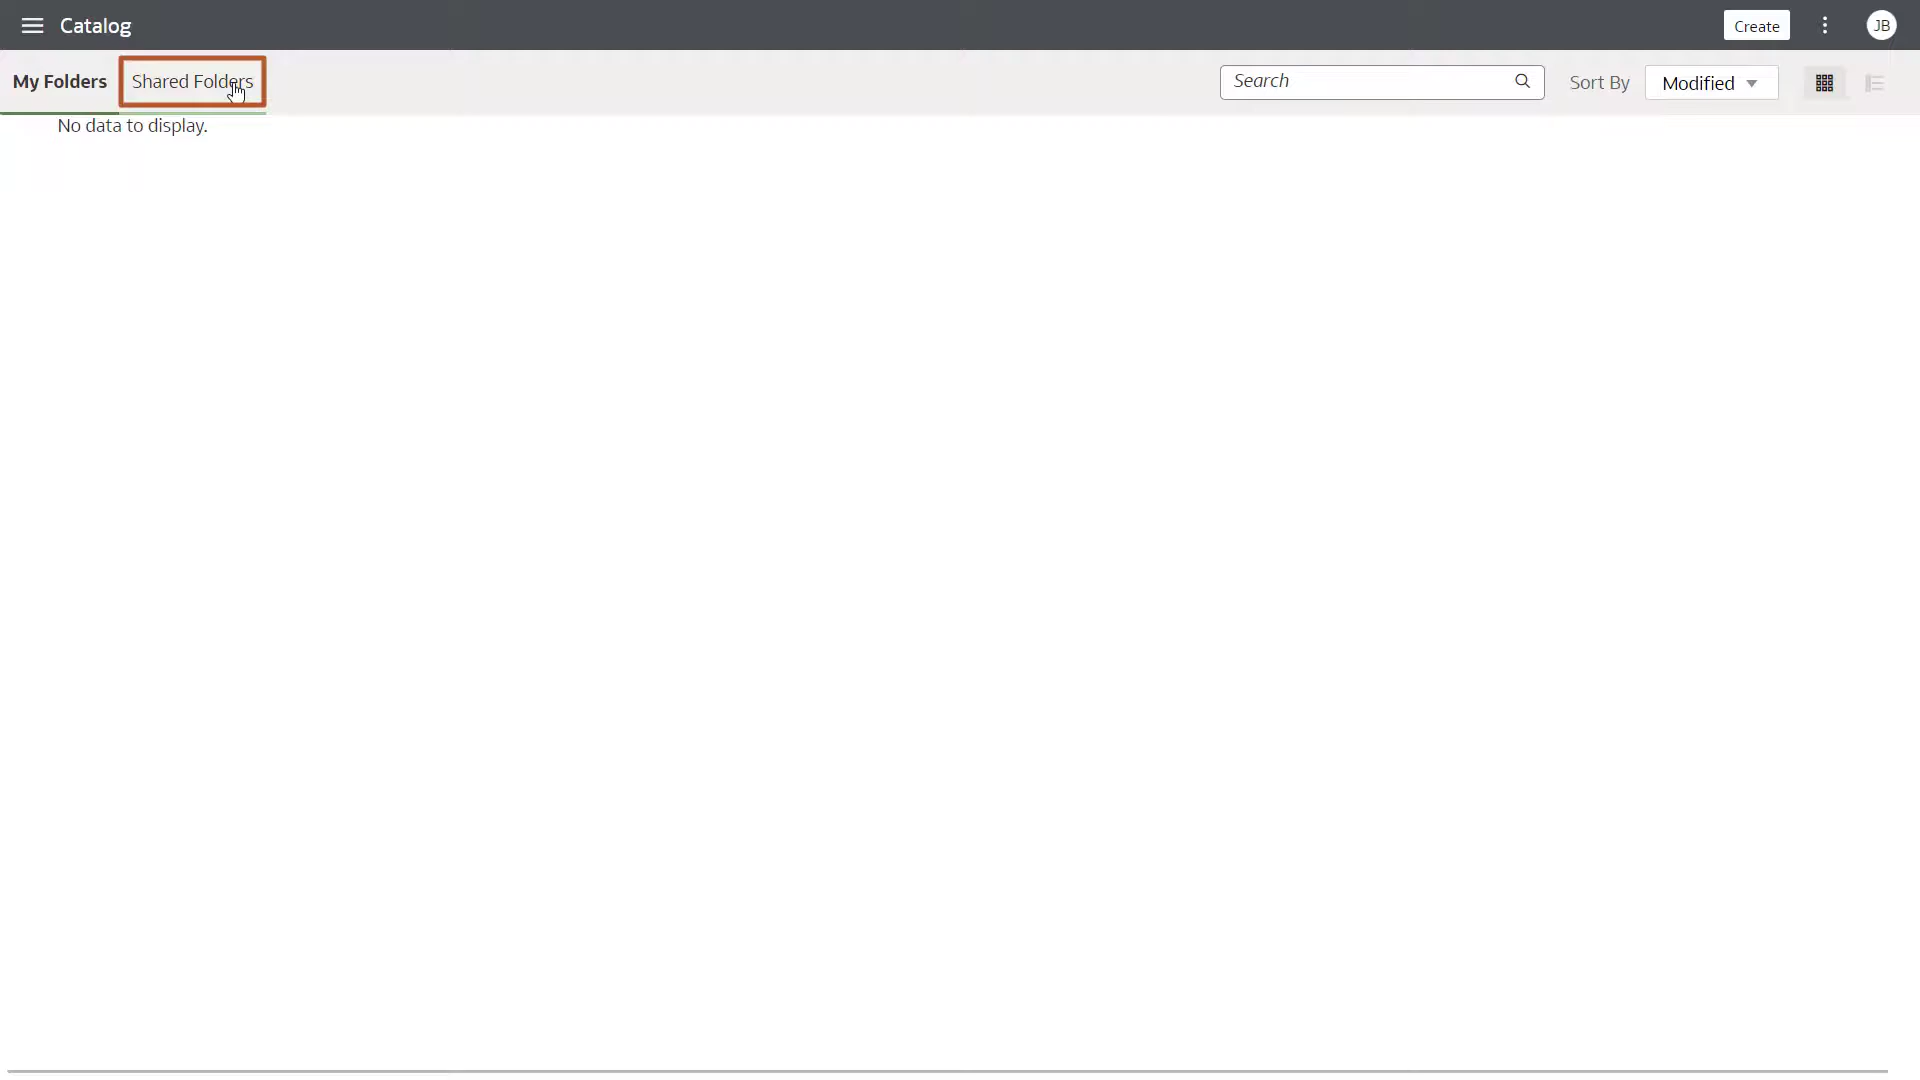 Catalog
Create
JB
My Folders
Shared Folders
Search
Sort By
Modified
No data to display.